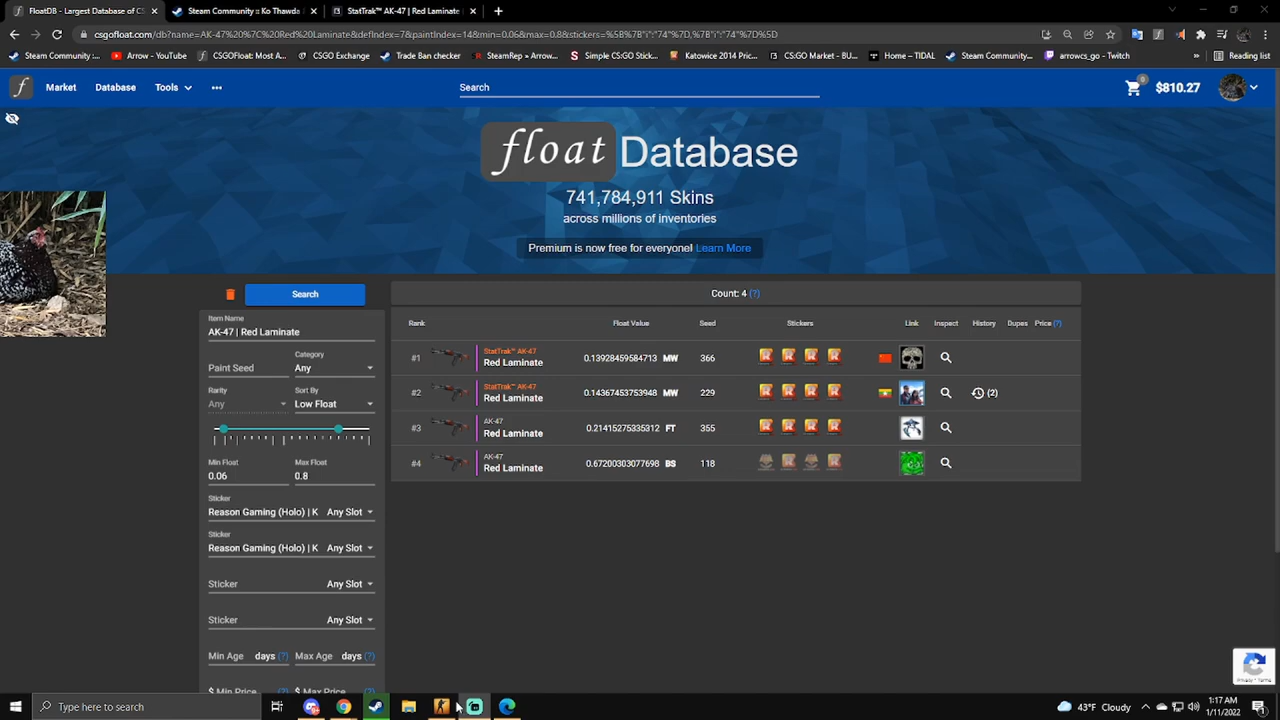 FloatDB - Largest Database of CS
Steam Community :: Ko Thawda
StatTrak™ AK-47 | Red Laminate
csgofloat.com/db?name=AK-47%20%7C%20Red%20Laminate&defIndex=7&paintIndex=14&min=0.06&max=0.8&stickers=%5B%7B"i":"74"%7D,%7B"i":"74"%7D%5D
Steam Community:...
Arrow - YouTube
CSGOFloat: Most Ad...
CSGO Exchange
Trade Ban checker
SteamRep » Arrow...
Simple CS:GO Stick...
Katowice 2014 Pric...
CS:GO Market - BU...
Home — TIDAL
Steam Community...
arrowcs_go - Twitch
Reading list
Market
Database
Tools
Search
0
$810.27
float Database
741,784,911 Skins
across millions of inventories
Premium is now free for everyone! Learn More
Search
Count: 4 (?)
Item Name
AK-47 | Red Laminate
Category
Paint Seed
Any
Rarity
Sort By
Any
Low Float
Min Float
Max Float
0.06
0.8
Sticker
Reason Gaming (Holo) | K
Any Slot
Sticker
Reason Gaming (Holo) | K
Any Slot
Sticker
Any Slot
Sticker
Any Slot
Min Age
days (?)
Max Age
days (?)
$ Min Price
(?)
$ Max Price
(?)
Rank
Float Value
Seed
Stickers
Link
Inspect
History
Dupes
Price (?)
#1
StatTrak™ AK-47
Red Laminate
0.13928459584713 MW
366
#2
StatTrak™ AK-47
Red Laminate
0.14367453753948 MW
229
(2)
#3
AK-47
Red Laminate
0.21415275335312 FT
355
#4
AK-47
Red Laminate
0.67200303077698 BS
118
Privacy - Terms
Type here to search
43°F Cloudy
1:17 AM
1/11/2022